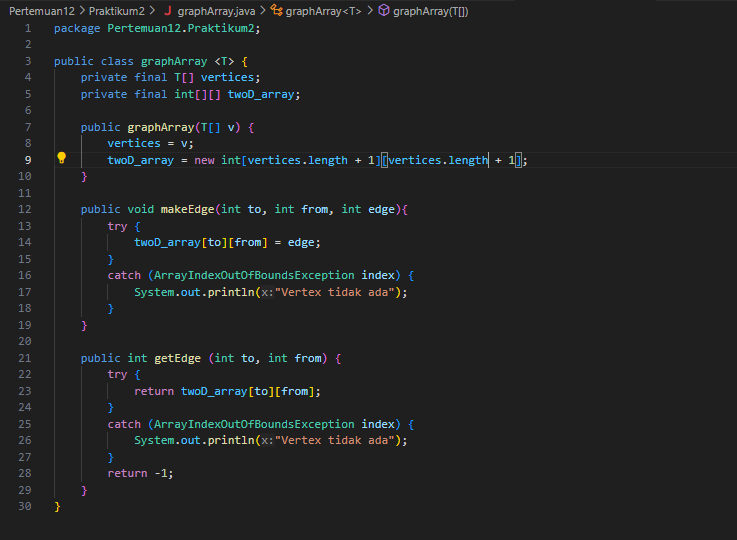 Pertemuan12 > Praktikum2 > J graphArray.java > graphArray<T> > graphArray(T[])
1 package Pertemuan12.Praktikum2;
2
3 public class graphArray <T> {
4 private final T[] vertices;
5 private final int[][] twoD_array;
6
7 public graphArray(T[] v) {
8 vertices = v;
9 twoD_array = new int[vertices.length + 1][vertices.length + 1];
10 }
11
12 public void makeEdge(int to, int from, int edge){
13 try {
14 twoD_array[to][from] = edge;
15 }
16 catch (ArrayIndexOutOfBoundsException index) {
17 System.out.println(x:"Vertex tidak ada");
18 }
19 }
20
21 public int getEdge (int to, int from) {
22 try {
23 return twoD_array[to][from];
24 }
25 catch (ArrayIndexOutOfBoundsException index) {
26 System.out.println(x:"Vertex tidak ada");
27 }
28 return -1;
29 }
30 }